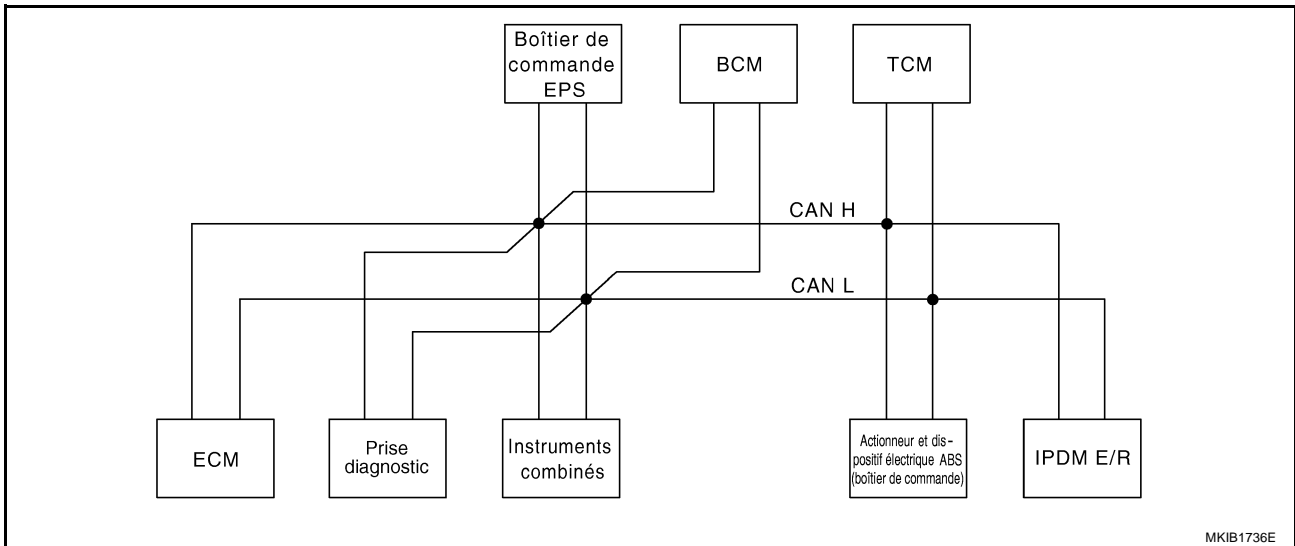 Boîtier de
commande
EPS
BCM
TCM
CAN H
CAN L
ECM
Prise
diagnostic
Instruments
combinés
Actionneur et dis-
positif électrique ABS
(boîtier de commande)
IPDM E/R
MKIB1736E